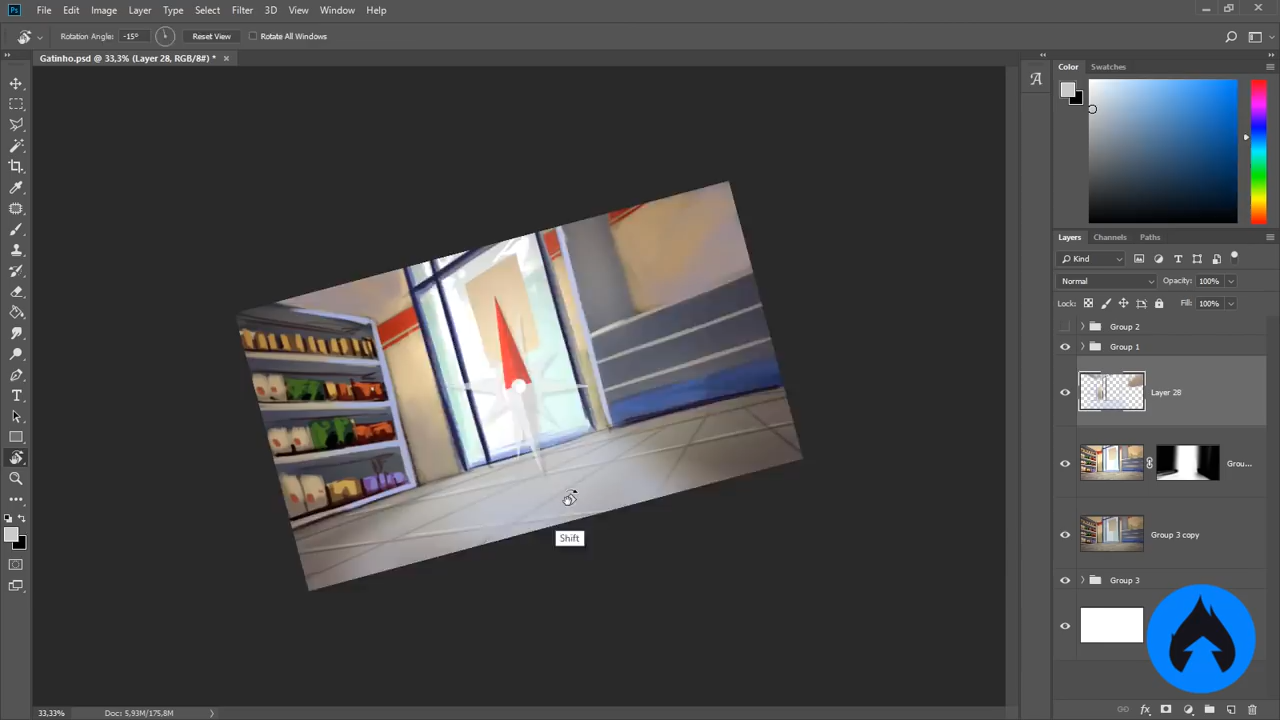 Ps File Edit Image Layer Type Select Filter 3D View Window Help
Rotation Angle: -15° Reset View Rotate All Windows
Gatinho.psd @ 33,3% (Layer 28, RGB/8#) * ×
Color Swatches
A
Layers Channels Paths
Kind
Normal Opacity: 100%
Lock: Fill: 100%
Group 2
Group 1
Layer 28
Grou...
Group 3 copy
Shift
Group 3
33,33% Doc: 5,93M/175,8M